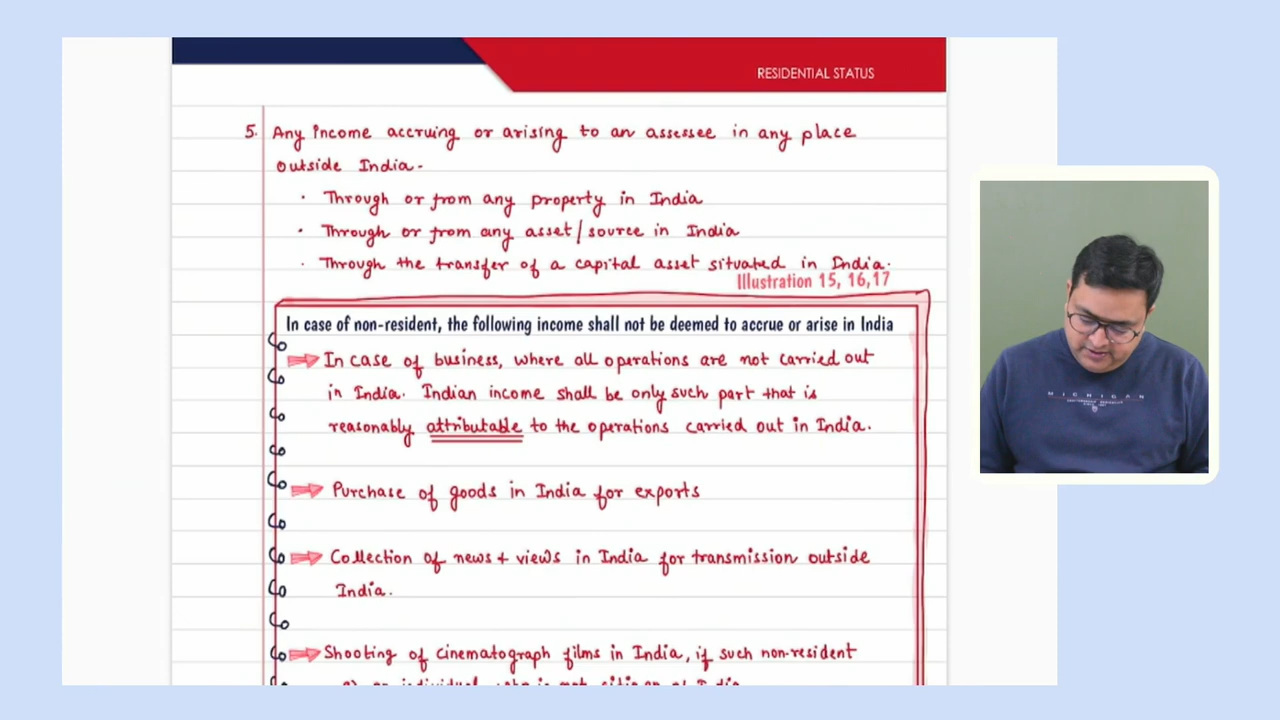 RESIDENTIAL STATUS
5. Any income accruing or arising to an assessee in any place
outside India.
· Through or from any property in India
· Through or from any asset/source in India
· Through the transfer of a capital asset situated in India.
Illustration 15, 16,17
In case of non-resident, the following income shall not be deemed to accrue or arise in India
In case of business, where all operations are not carried out
in India. Indian income shall be only such part that is
reasonably attributable to the operations carried out in India.
Purchase of goods in India for exports
Collection of news + views in India for transmission outside
India.
Shooting of cinematograph films in India, if such non-resident
MICHIGAN